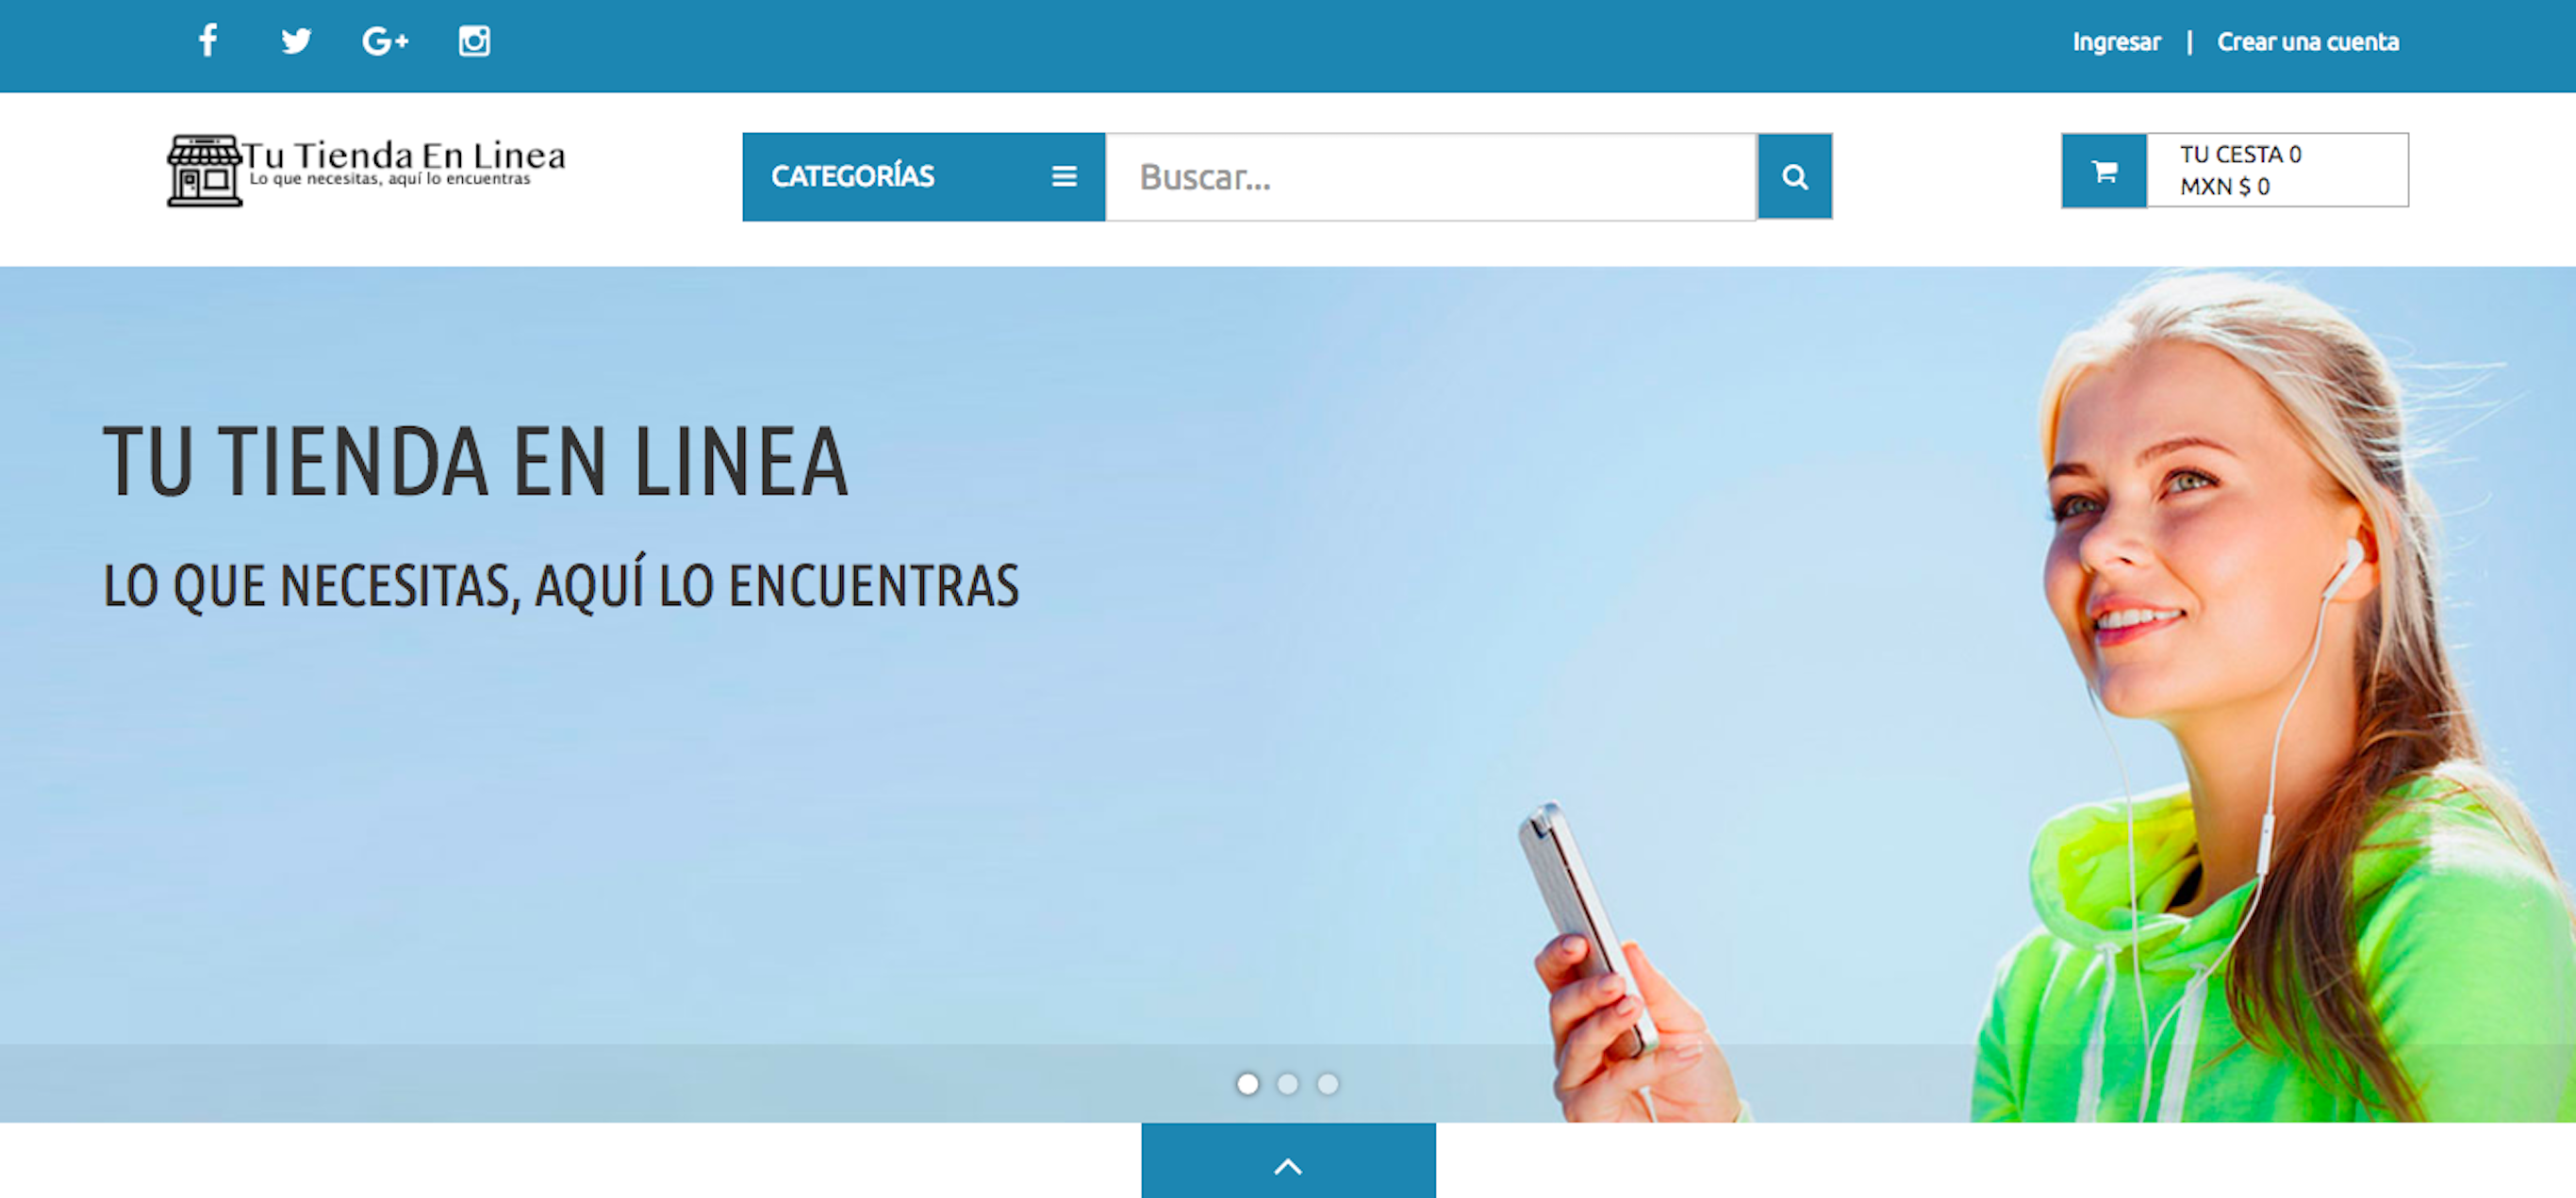 Ingresar | Crear una cuenta
Tu Tienda En Linea
Lo que necesitas, aquí lo encuentras
CATEGORÍAS
Buscar...
TU CESTA 0
MXN $ 0
TU TIENDA EN LINEA
LO QUE NECESITAS, AQUÍ LO ENCUENTRAS